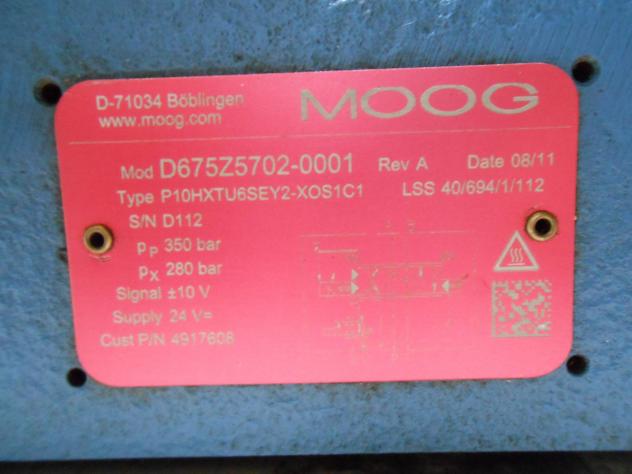 D-71034 Böblingen
www.moog.com
MOOG
Mod D675Z5702-0001 Rev A Date 08/11
Type P10HXTU6SEY2-XOS1C1 LSS 40/694/1/112
S/N D112
pP 350 bar
pX 280 bar
Signal ±10 V
Supply 24 V=
Cust P/N 4917608